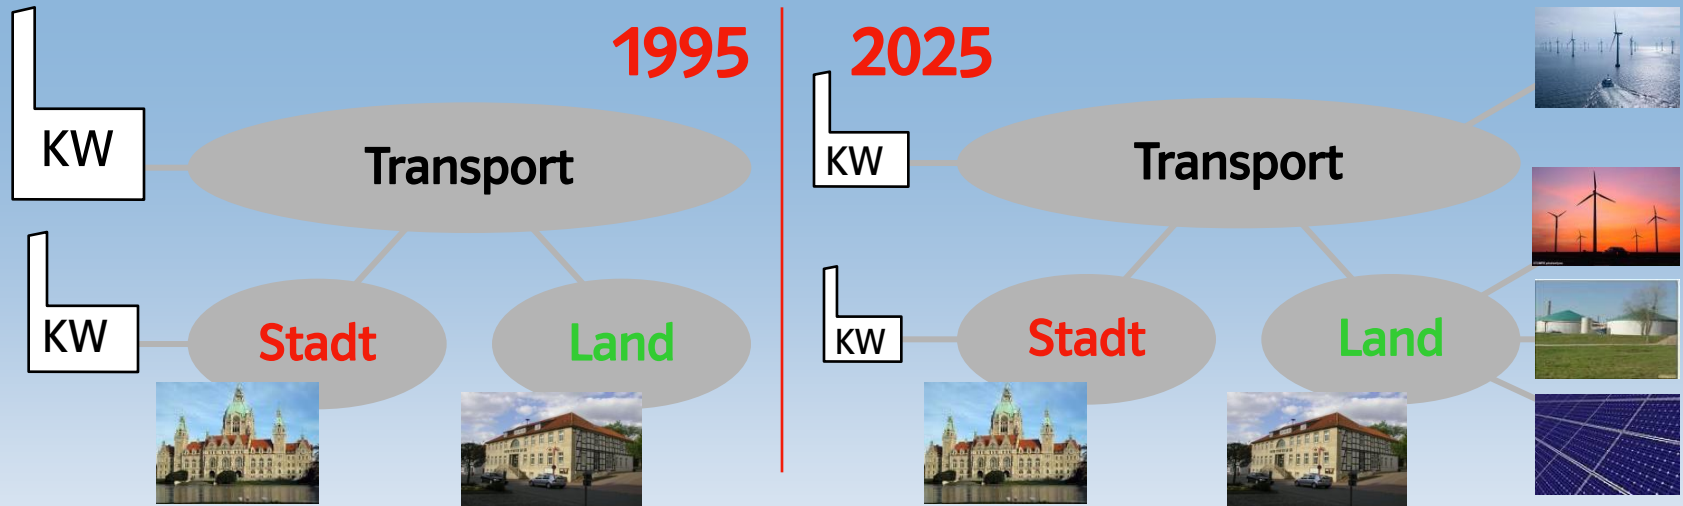 1995
KW
Transport
KW
Stadt
Land
2025
KW
Transport
KW
Stadt
Land